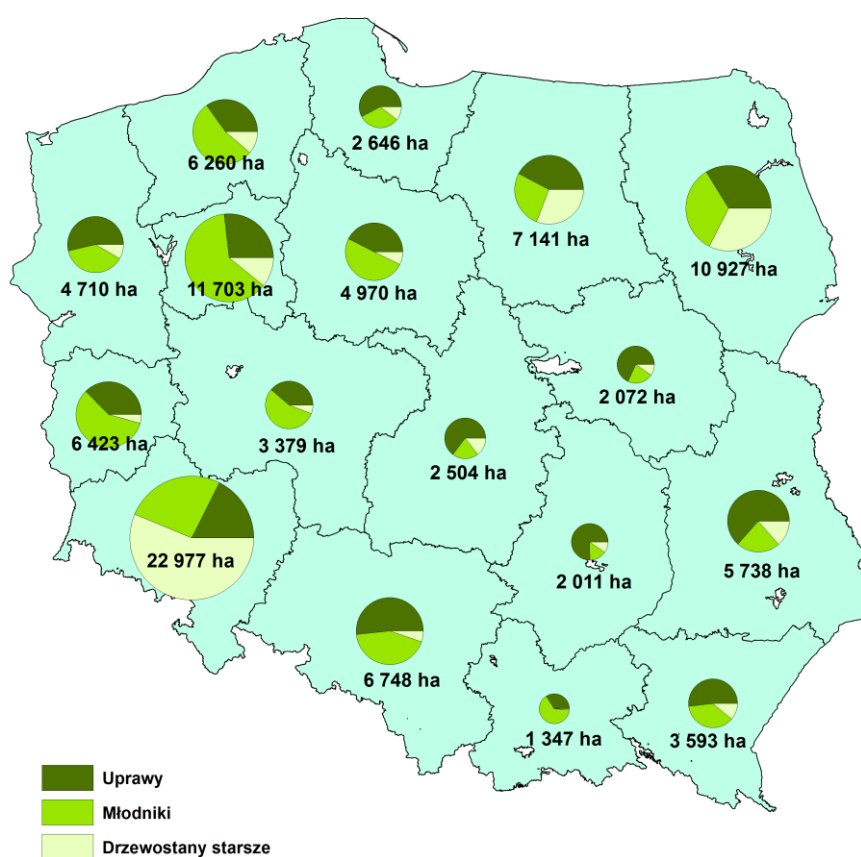 2 646 ha
6 260 ha
7 141 ha
10 927 ha
4 710 ha
11 703 ha
4 970 ha
2 072 ha
6 423 ha
3 379 ha
2 504 ha
22 977 ha
2 011 ha
5 738 ha
6 748 ha
1 347 ha
3 593 ha
Uprawy
Młodniki
Drzewostany starsze